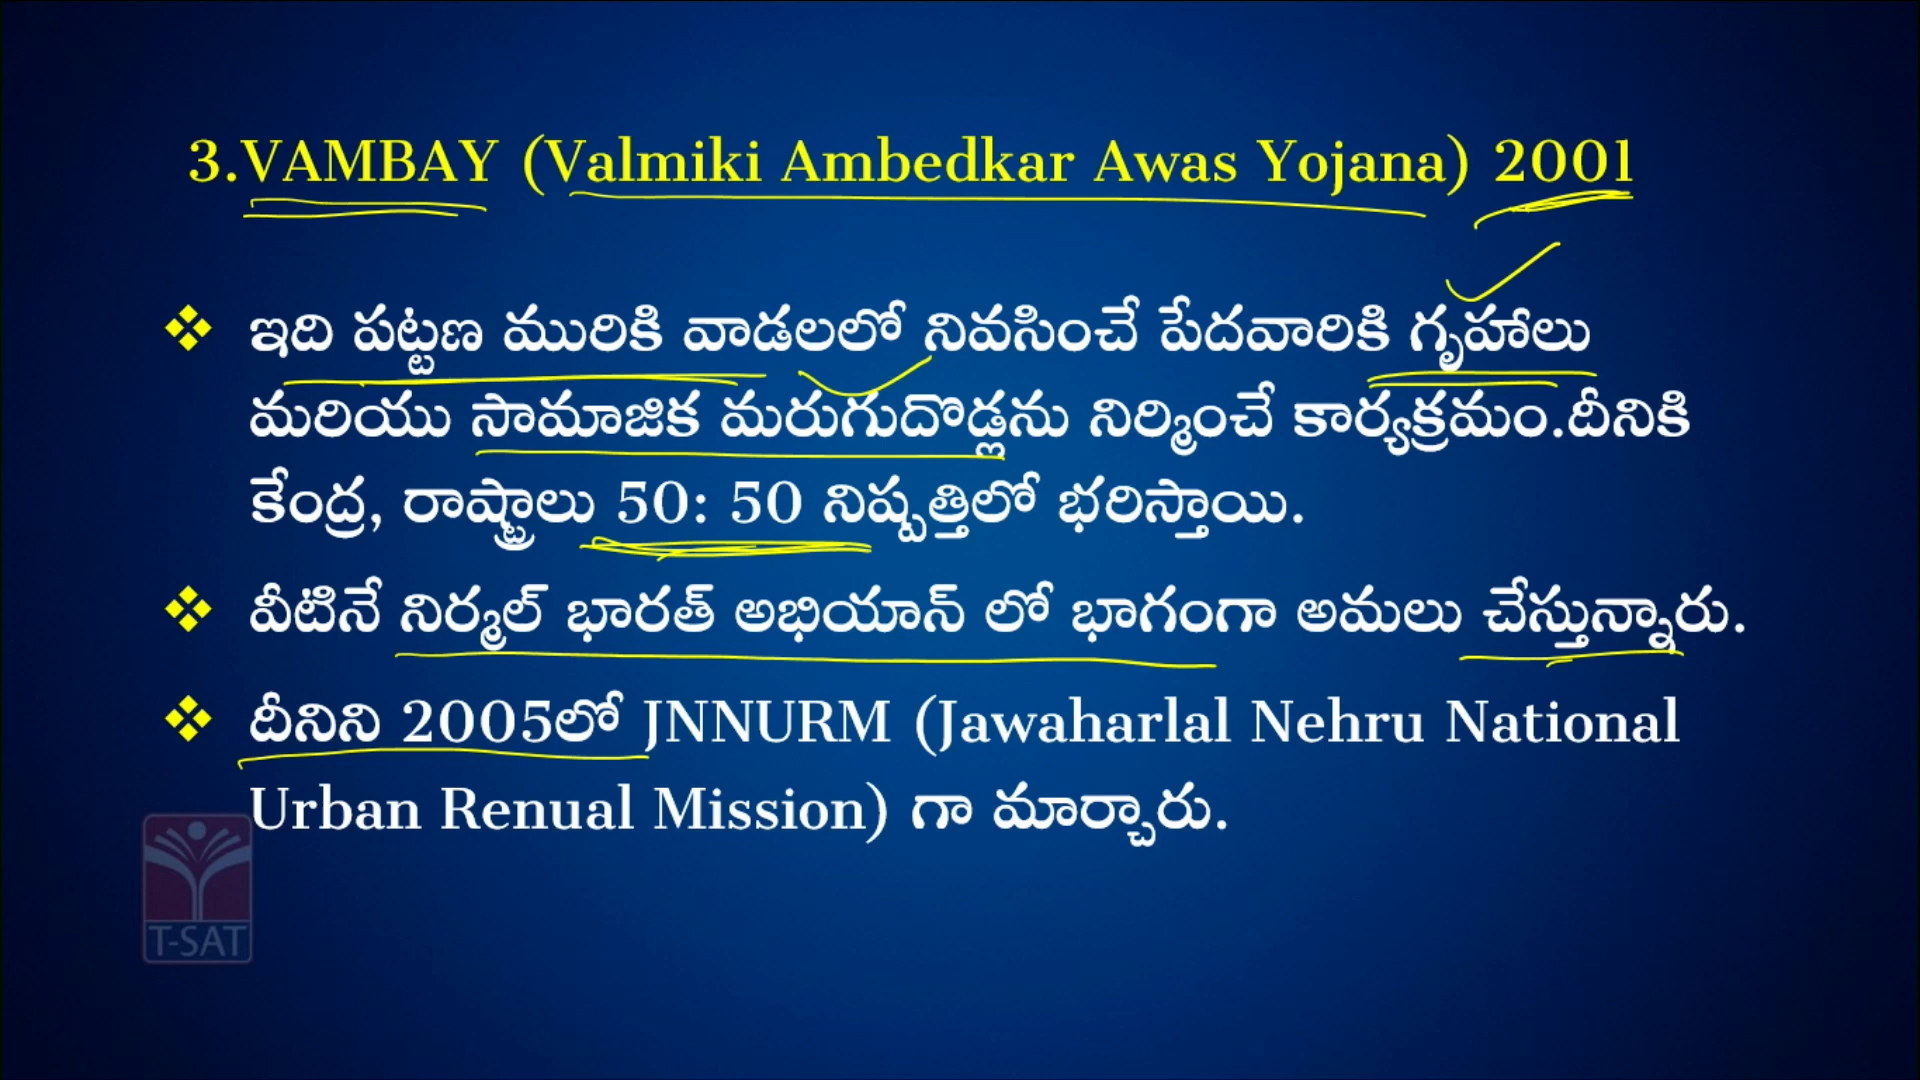 3.VAMBAY (Valmiki Ambedkar Awas Yojana) 2001
ఇది పట్టణ మురికి వాడలలో నివసించే పేదవారికి గృహాలు
మరియు సామాజిక మరుగుదొడ్లను నిర్మించే కార్యక్రమం.దీనికి
కేంద్ర, రాష్ట్రాలు 50: 50 నిష్పత్తిలో భరిస్తాయి.
వీటినే నిర్మల్ భారత్ అభియాన్ లో భాగంగా అమలు చేస్తున్నారు.
దీనిని 2005లో JNNURM (Jawaharlal Nehru National
Urban Renual Mission) గా మార్చారు.
T-SAT